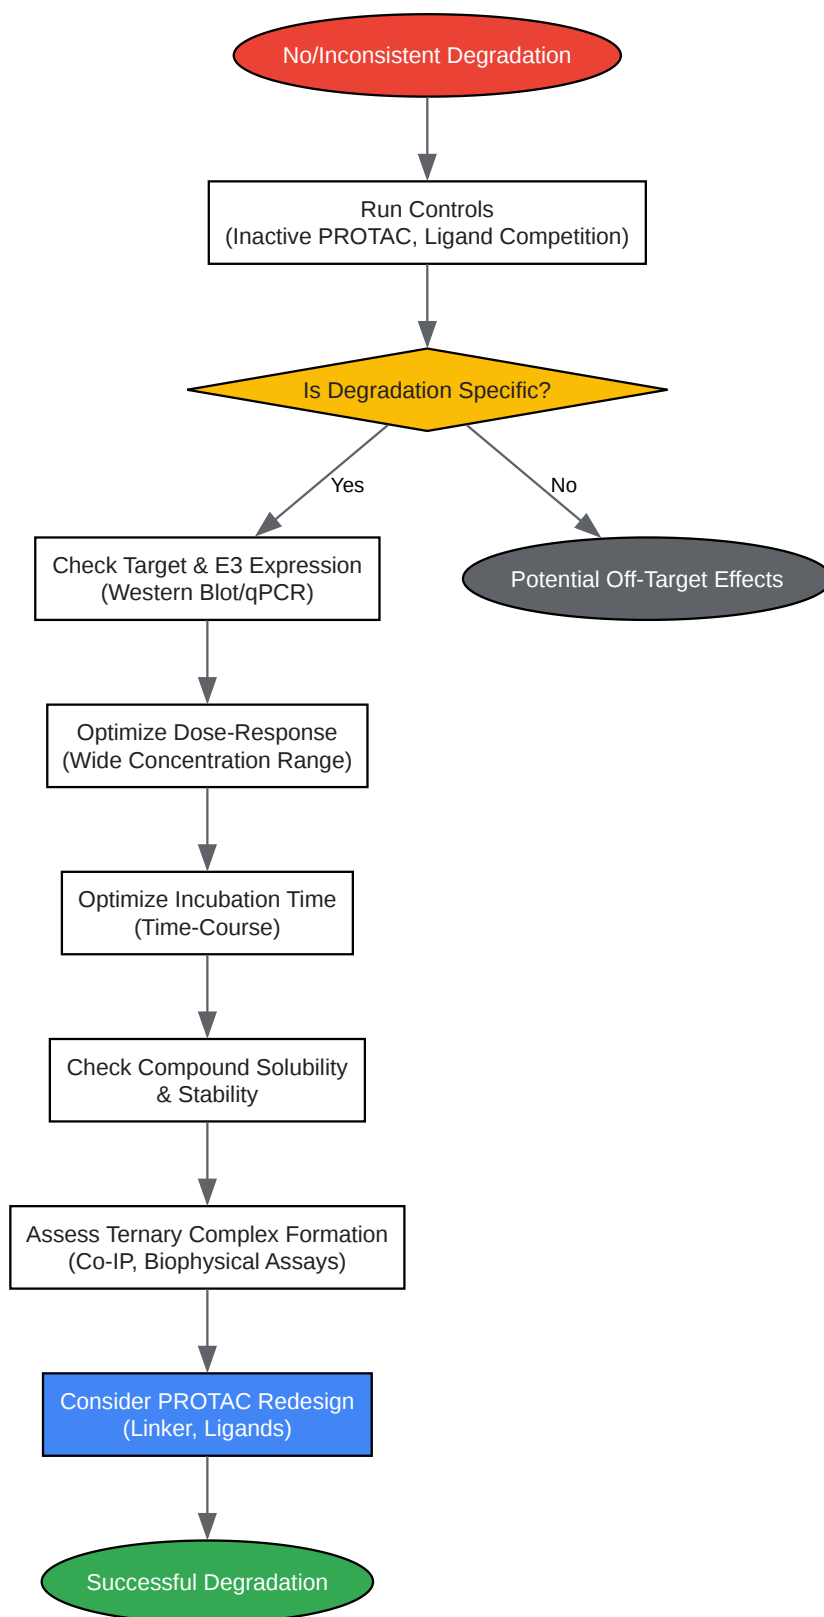 No/Inconsistent Degradation
Run Controls
(Inactive PROTAC, Ligand Competition)
Is Degradation Specific?
Yes
No
Check Target & E3 Expression
(Western Blot/qPCR)
Potential Off-Target Effects
Optimize Dose-Response
(Wide Concentration Range)
Optimize Incubation Time
(Time-Course)
Check Compound Solubility
& Stability
Assess Ternary Complex Formation
(Co-IP, Biophysical Assays)
Consider PROTAC Redesign
(Linker, Ligands)
Successful Degradation